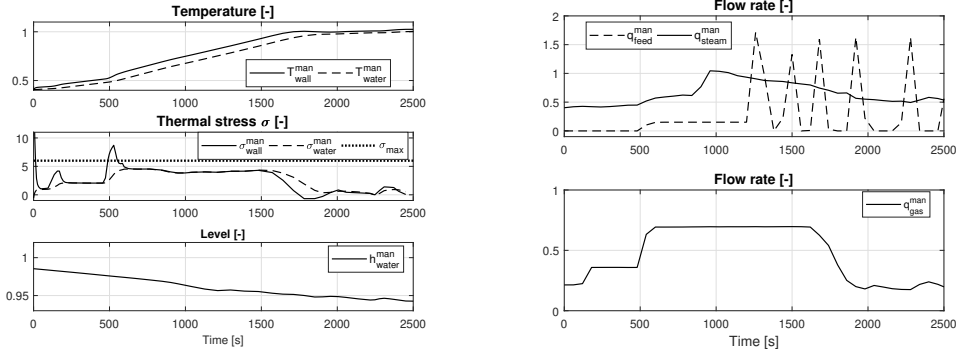 Temperature [-]
1
0.5
T^man_wall T^man_water
0 500 1000 1500 2000 2500
Thermal stress σ [-]
10
5
0
σ^man_wall σ^man_water σ_max
0 500 1000 1500 2000 2500
Level [-]
1
0.95
h^man_water
0 500 1000 1500 2000 2500
Time [s]
Flow rate [-]
2
1.5
1
0.5
0
q^man_feed q^man_steam
0 500 1000 1500 2000 2500
Flow rate [-]
1
0.5
0
q^man_gas
0 500 1000 1500 2000 2500
Time [s]